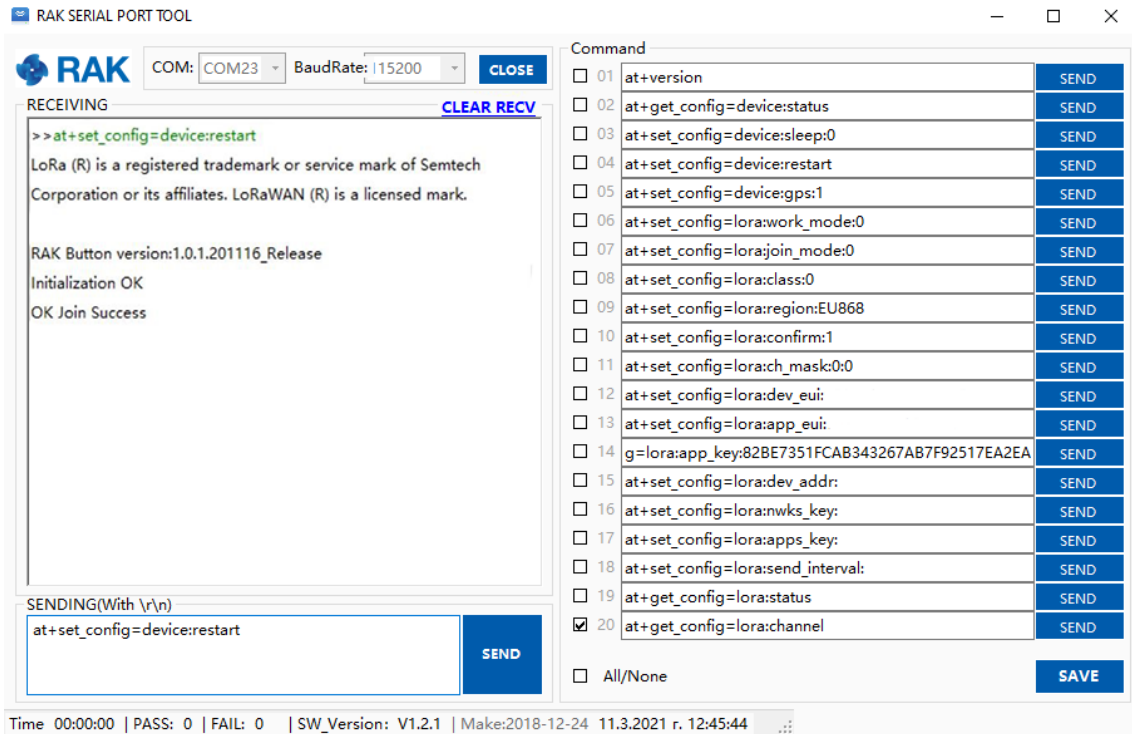 RAK SERIAL PORT TOOL
RAK COM: COM23 BaudRate: 115200 CLOSE
RECEIVING CLEAR RECV
>>at+set_config=device:restart
LoRa (R) is a registered trademark or service mark of Semtech
Corporation or its affiliates. LoRaWAN (R) is a licensed mark.
RAK Button version:1.0.1.201116_Release
Initialization OK
OK Join Success
SENDING(With \r\n)
at+set_config=device:restart
SEND
Command
01 at+version SEND
02 at+get_config=device:status SEND
03 at+set_config=device:sleep:0 SEND
04 at+set_config=device:restart SEND
05 at+set_config=device:gps:1 SEND
06 at+set_config=lora:work_mode:0 SEND
07 at+set_config=lora:join_mode:0 SEND
08 at+set_config=lora:class:0 SEND
09 at+set_config=lora:region:EU868 SEND
10 at+set_config=lora:confirm:1 SEND
11 at+set_config=lora:ch_mask:0:0 SEND
12 at+set_config=lora:dev_eui: SEND
13 at+set_config=lora:app_eui: SEND
14 g=lora:app_key:82BE7351FCAB343267AB7F92517EA2EA SEND
15 at+set_config=lora:dev_addr: SEND
16 at+set_config=lora:nwks_key: SEND
17 at+set_config=lora:apps_key: SEND
18 at+set_config=lora:send_interval: SEND
19 at+get_config=lora:status SEND
20 at+get_config=lora:channel SEND
All/None SAVE
Time 00:00:00 | PASS: 0 | FAIL: 0 | SW_Version: V1.2.1 | Make:2018-12-24 11.3.2021 г. 12:45:44